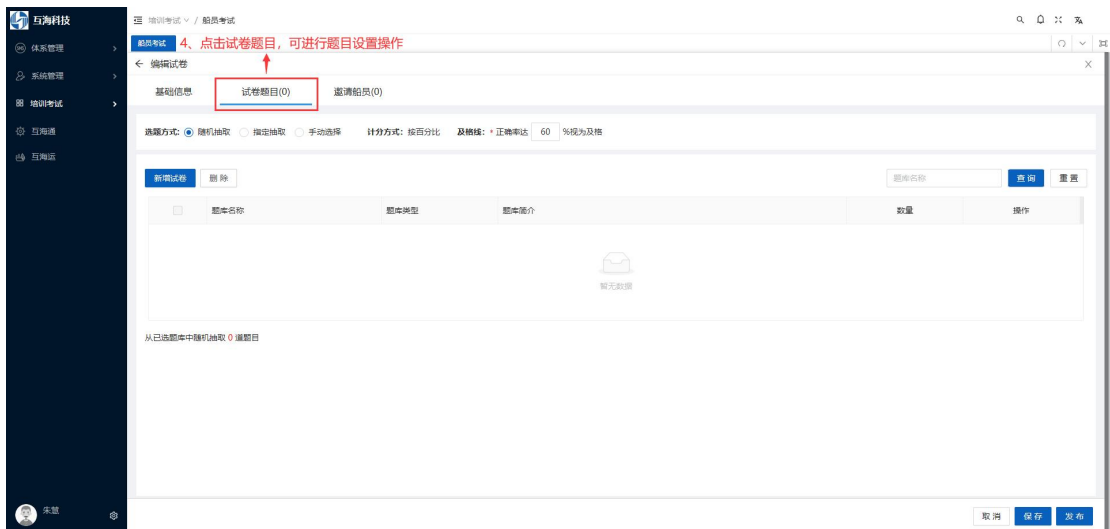 互海科技
培训考试 / 船员考试
体系管理
系统管理
培训考试
互海通
互海运
船员考试
4、点击试卷题目，可进行题目设置操作
编辑试卷
基础信息 试卷题目(0) 邀请船员(0)
选题方式: 随机抽取 指定抽取 手动选择 计分方式: 按百分比 及格线: * 正确率达 60 %视为及格
新增试卷 删 除 题库名称 查 询 重 置
题库名称 题库类型 题库简介 数量 操作
暂无数据
从已选题库中随机抽取 0 道题目
朱慧
取 消 保 存 发 布